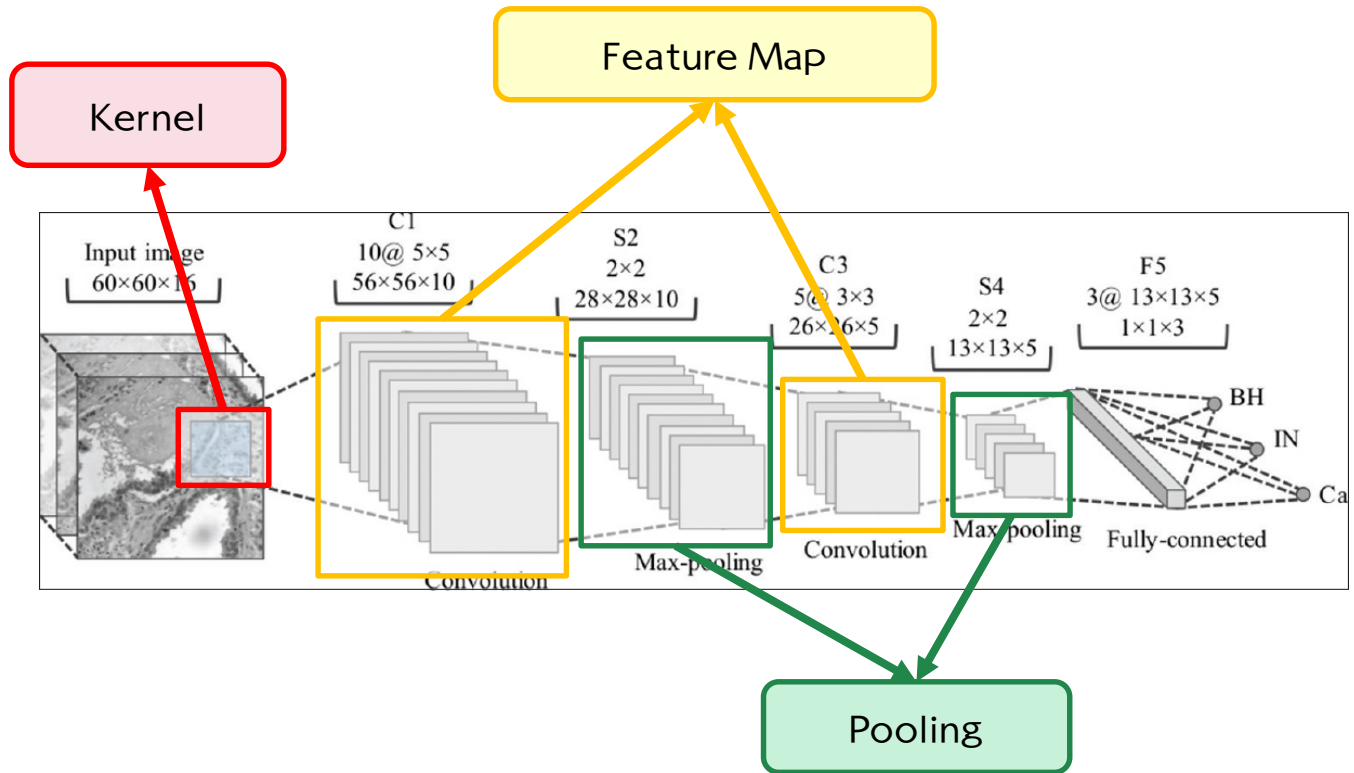 Feature Map
Kernel
Input image
60×60×16
C1
10@ 5×5
56×56×10
S2
2×2
28×28×10
C3
5@ 3×3
26×26×5
S4
2×2
13×13×5
F5
3@ 13×13×5
1×1×3
BH
IN
Ca
Convolution
Max-pooling
Convolution
Max-pooling
Fully-connected
Pooling